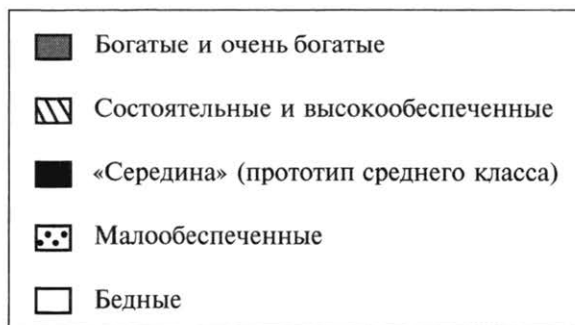 Богатые и очень богатые
Состоятельные и высокообеспеченные
«Середина» (прототип среднего класса)
Малообеспеченные
Бедные